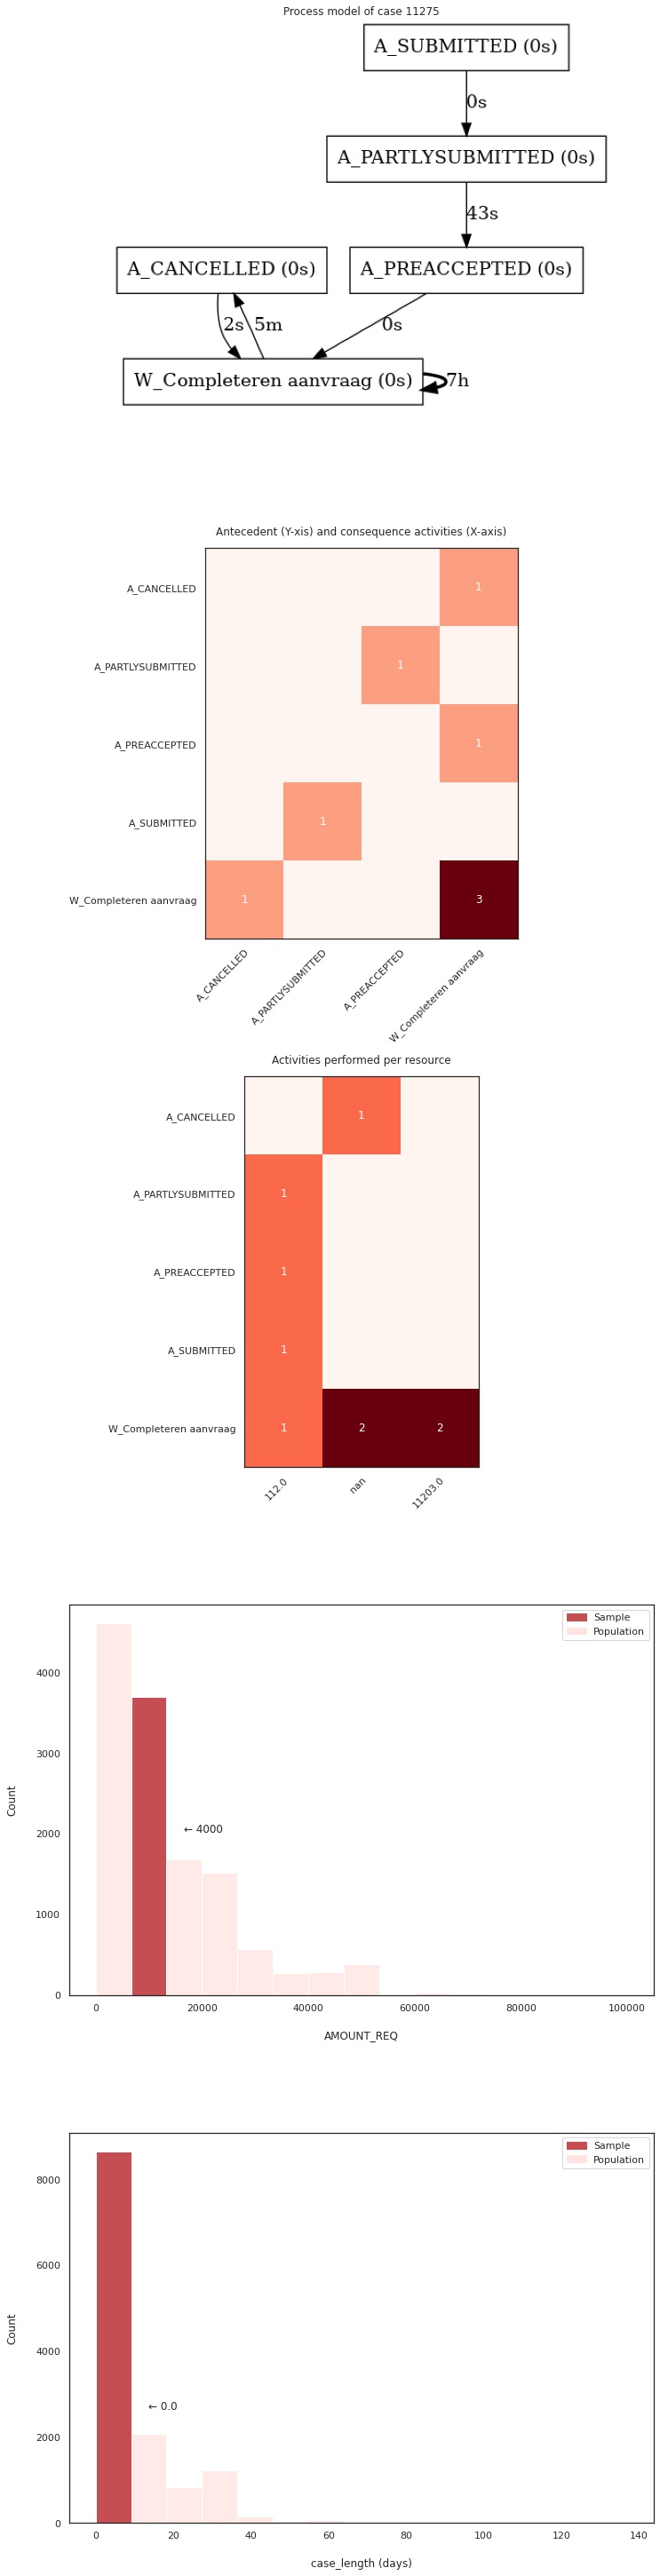 Process model of case 11275
A_SUBMITTED (0s)
0s
A_PARTLYSUBMITTED (0s)
43s
A_CANCELLED (0s)
A_PREACCEPTED (0s)
2s
5m
0s
W_Completeren aanvraag (0s)
7h
Antecedent (Y-xis) and consequence activities (X-axis)
A_CANCELLED
1
A_PARTLYSUBMITTED
1
A_PREACCEPTED
1
A_SUBMITTED
1
W_Completeren aanvraag
1
3
A_CANCELLED
A_PARTLYSUBMITTED
A_PREACCEPTED
W_Completeren aanvraag
Activities performed per resource
A_CANCELLED
1
A_PARTLYSUBMITTED
1
A_PREACCEPTED
1
A_SUBMITTED
1
W_Completeren aanvraag
1
2
2
112.0
nan
11203.0
Sample
Population
4000
3000
2000
1000
0
Count
← 4000
0
20000
40000
60000
80000
100000
AMOUNT_REQ
Sample
Population
8000
6000
4000
2000
0
Count
← 0.0
0
20
40
60
80
100
120
140
case_length (days)